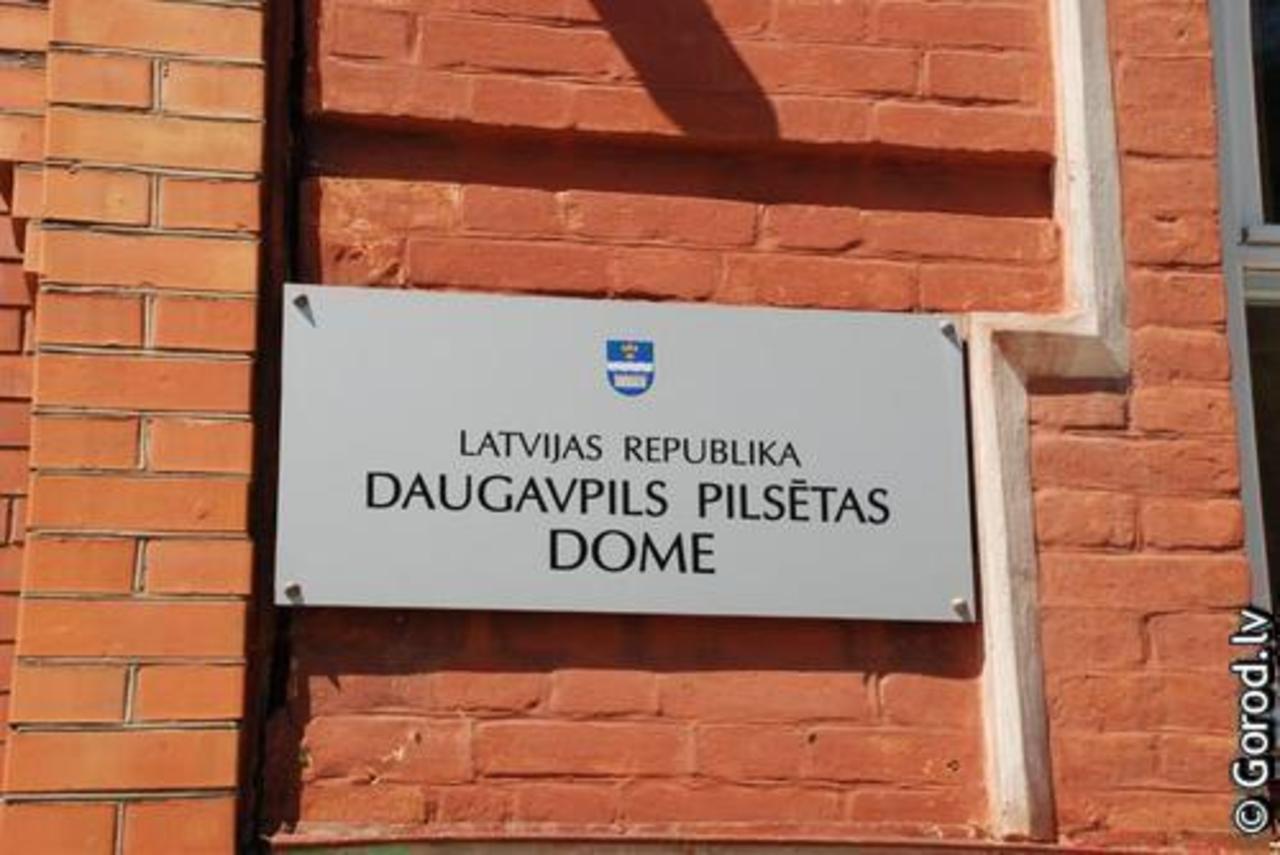 LATVIJAS REPUBLIKA
DAUGAVPILS PILSĒTAS
DOME
© Gorod.lv